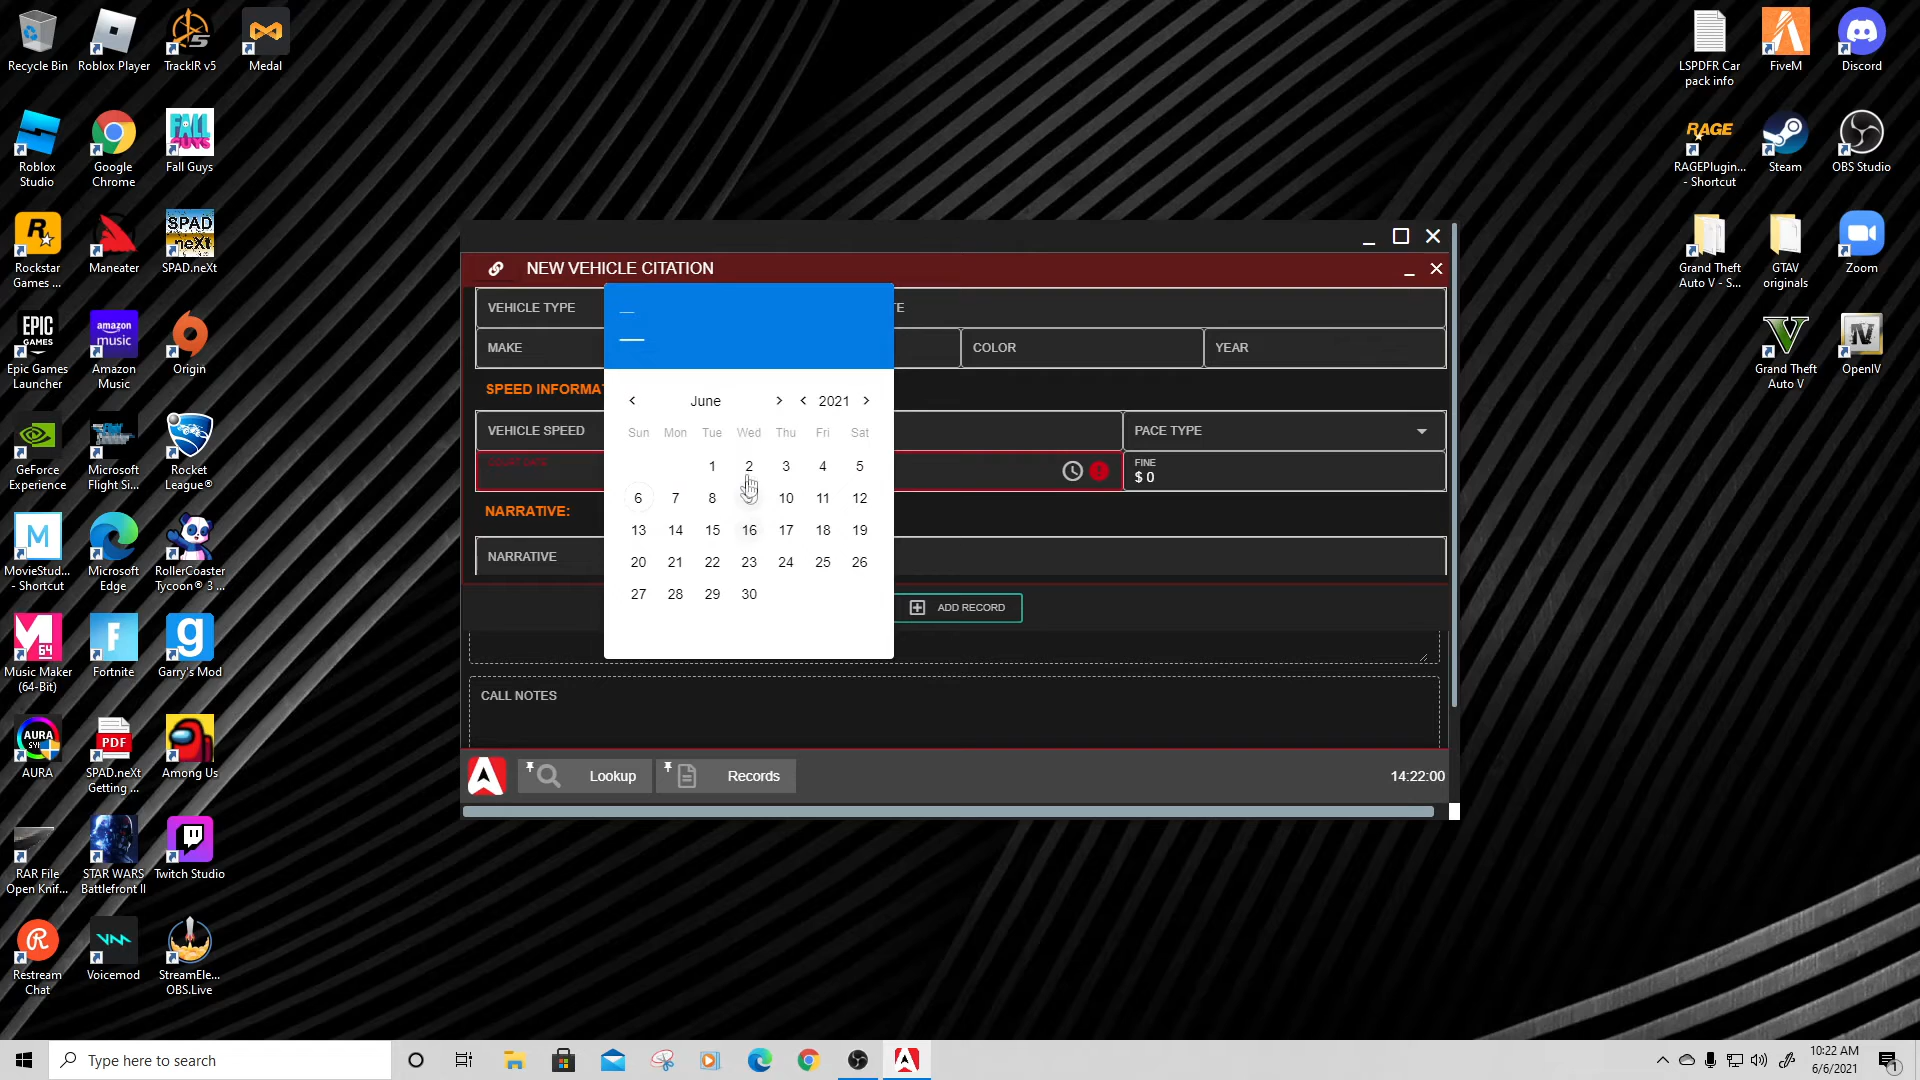 Recycle Bin
Roblox Player
TrackIR v5
Medal
Roblox
Studio
Google
Chrome
FALL
GUYS
Fall Guys
Rockstar
Games ...
Maneater
SPAD
neXt
SPAD.neXt
EPIC
GAMES
Epic Games
Launcher
amazon
music
Amazon
Music
Origin
GeForce
Experience
Microsoft
Flight Si...
Rocket
League®
MovieStud...
- Shortcut
Microsoft
Edge
RollerCoaster
Tycoon® 3 ...
Music Maker
(64-Bit)
Fortnite
Garry's Mod
AURA
AURA
PDF
SPAD.neXt
Getting ...
Among Us
RAR File
Open Knif...
STAR WARS
Battlefront II
Twitch Studio
Restream
Chat
Voicemod
StreamEle...
OBS.Live
LSPDFR Car
pack info
FiveM
Discord
RAGE
RAGEPlugin...
- Shortcut
Steam
OBS Studio
Grand Theft
Auto V - S...
GTAV
originals
Zoom
Grand Theft
Auto V
OpenIV
NEW VEHICLE CITATION
VEHICLE TYPE
TE
MAKE
COLOR
YEAR
SPEED INFORMA
VEHICLE SPEED
PACE TYPE
COURT DATE
FINE
$ 0
NARRATIVE:
NARRATIVE
June
2021
Sun Mon Tue Wed Thu Fri Sat
1 2 3 4 5
6 7 8 10 11 12
13 14 15 16 17 18 19
20 21 22 23 24 25 26
27 28 29 30
ADD RECORD
CALL NOTES
Lookup
Records
14:22:00
Type here to search
10:22 AM
6/6/2021
1